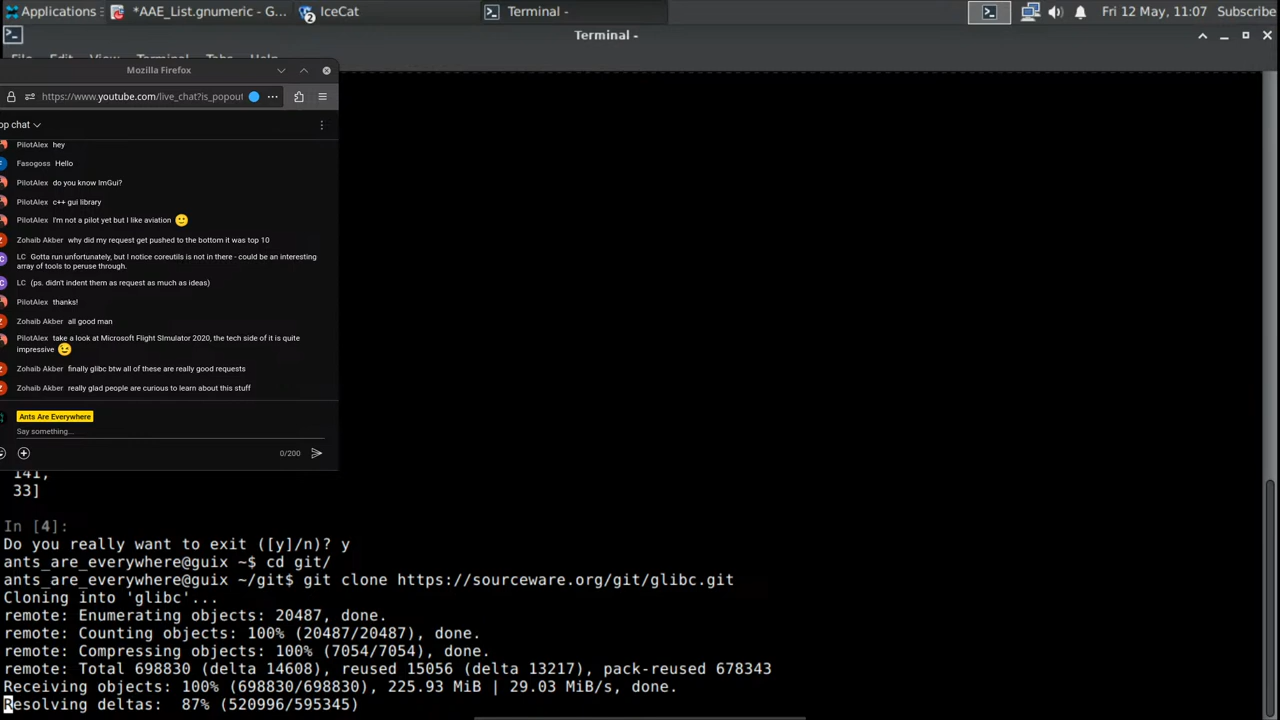 Applications
*AAE_List.gnumeric - G...
IceCat
2
Terminal -
Fri 12 May, 11:07
Subscribe
Terminal -
File Edit View Terminal Tabs Help
Mozilla Firefox
https://www.youtube.com/live_chat?is_popout
op chat
PilotAlex hey
Fasogoss Hello
PilotAlex do you know ImGui?
PilotAlex c++ gui library
PilotAlex I'm not a pilot yet but I like aviation
Zohaib Akber why did my request get pushed to the bottom it was top 10
LC Gotta run unfortunately, but I notice coreutils is not in there - could be an interesting
array of tools to peruse through.
LC (ps. didn't indent them as request as much as ideas)
PilotAlex thanks!
Zohaib Akber all good man
PilotAlex take a look at Microsoft Flight SImulator 2020, the tech side of it is quite
impressive
Zohaib Akber finally glibc btw all of these are really good requests
Zohaib Akber really glad people are curious to learn about this stuff
Ants Are Everywhere
Say something...
0/200
141,
33]
In [4]:
Do you really want to exit ([y]/n)? y
ants_are_everywhere@guix ~$ cd git/
ants_are_everywhere@guix ~/git$ git clone https://sourceware.org/git/glibc.git
Cloning into 'glibc'...
remote: Enumerating objects: 20487, done.
remote: Counting objects: 100% (20487/20487), done.
remote: Compressing objects: 100% (7054/7054), done.
remote: Total 698830 (delta 14608), reused 15056 (delta 13217), pack-reused 678343
Receiving objects: 100% (698830/698830), 225.93 MiB | 29.03 MiB/s, done.
Resolving deltas:  87% (520996/595345)